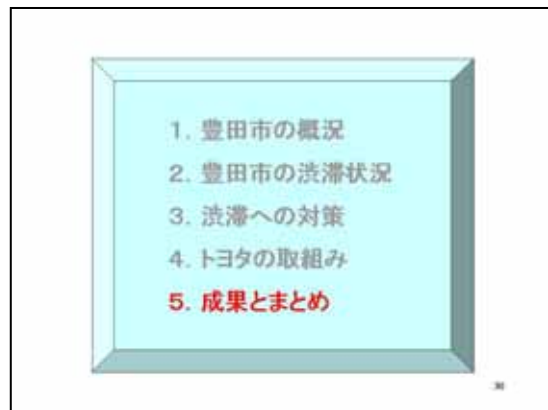 1. 豊田市の概況
2. 豊田市の渋滞状況
3. 渋滞への対策
4. トヨタの取組み
5. 成果とまとめ